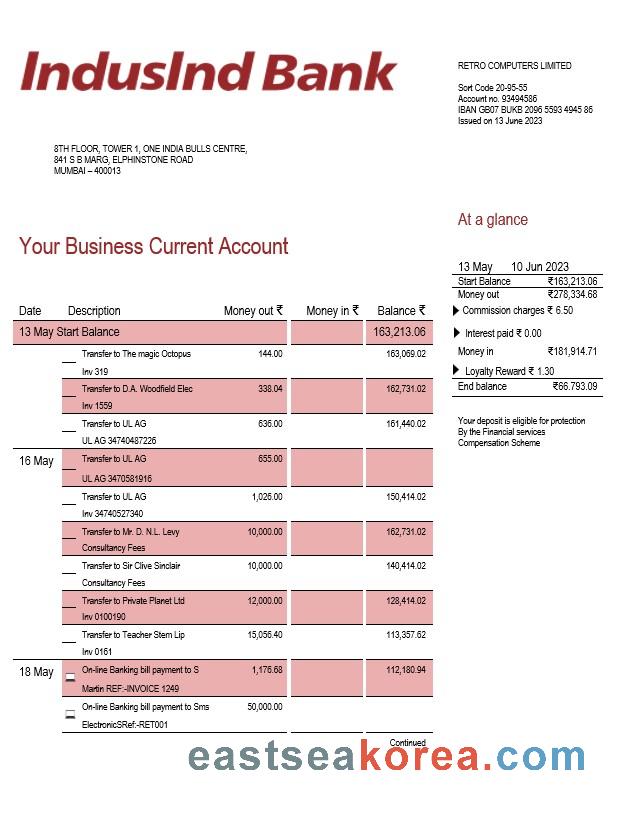 IndusInd Bank
RETRO COMPUTERS LIMITED
Sort Code 20-95-55
Account no. 93494586
IBAN GB07 BUKB 2096 5593 4945 86
Issued on 13 June 2023
8TH FLOOR, TOWER 1, ONE INDIA BULLS CENTRE,
841 S B MARG, ELPHINSTONE ROAD
MUMBAI – 400013
At a glance
Your Business Current Account
13 May 10 Jun 2023
Start Balance ₹163,213.06
Money out ₹278,334.68
Commission charges ₹ 6.50
Interest paid ₹ 0.00
Money in ₹181,914.71
Loyalty Reward ₹ 1.30
End balance ₹66.793.09
Your deposit is eligible for protection
By the Financial services
Compensation Scheme
Date Description Money out ₹ Money in ₹ Balance ₹
13 May Start Balance 163,213.06
Transfer to The magic Octopus 144.00 163,069.02
Inv 319
Transfer to D.A. Woodfield Elec 338.04 162,731.02
Inv 1559
Transfer to UL AG 636.00 161,440.02
UL AG 34740487226
16 May Transfer to UL AG 655.00
UL AG 3470581916
Transfer to UL AG 1,026.00 150,414.02
Inv 34740527340
Transfer to Mr. D. N.L. Levy 10,000.00 162,731.02
Consultancy Fees
Transfer to Sir Clive Sinclair 10,000.00 140,414.02
Consultancy Fees
Transfer to Private Planet Ltd 12,000.00 128,414.02
Inv 0100190
Transfer to Teacher Stem Lip 15,056.40 113,357.62
Inv 0161
18 May On-line Banking bill payment to S 1,176.68 112,180.94
Martin REF:-INVOICE 1249
On-line Banking bill payment to Sms 50,000.00
ElectronicSRef:-RET001
Continued
eastseakorea.com